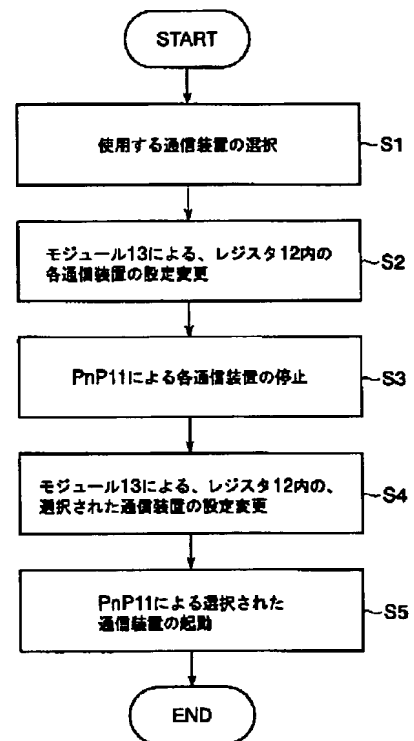 START
使用する通信装置の選択
S1
モジュール13による、レジスタ12内の
各通信装置の設定変更
S2
PnP11による各通信装置の停止
S3
モジュール13による、レジスタ12内の、
選択された通信装置の設定変更
S4
PnP11による選択された
通信装置の起動
S5
END